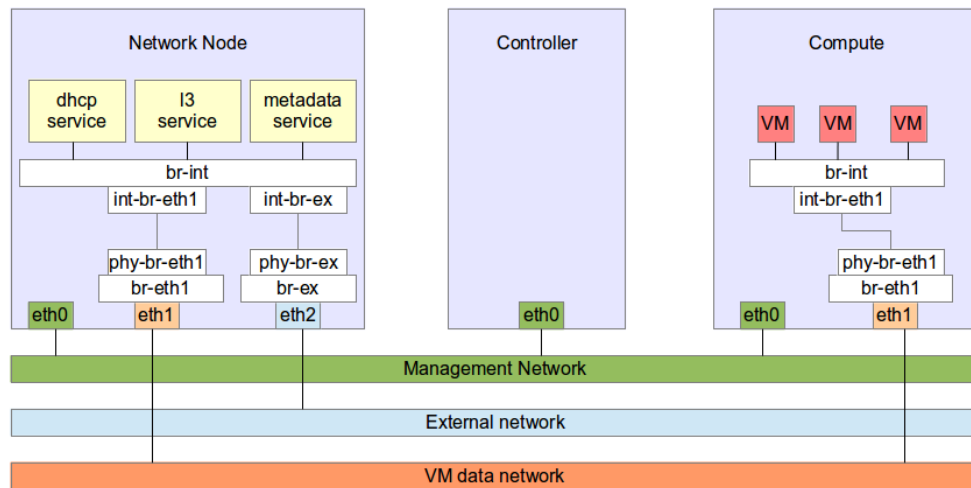 Network Node
Controller
Compute
dhcp
service
l3
service
metadata
service
VM
VM
VM
br-int
br-int
int-br-eth1
int-br-ex
int-br-eth1
phy-br-eth1
phy-br-ex
phy-br-eth1
br-eth1
br-ex
br-eth1
eth0
eth1
eth2
eth0
eth0
eth1
Management Network
External network
VM data network